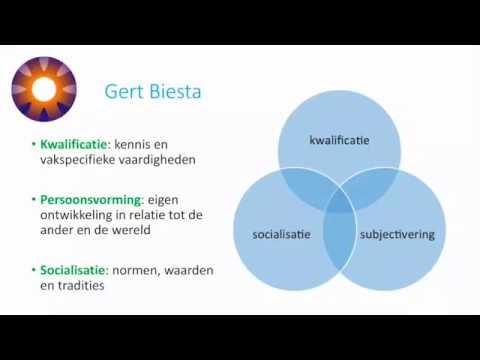 Gert Biesta
• Kwalificatie: kennis en
vakspecifieke vaardigheden
• Persoonsvorming: eigen
ontwikkeling in relatie tot de
ander en de wereld
• Socialisatie: normen, waarden
en tradities
kwalificatie
socialisatie
subjectivering